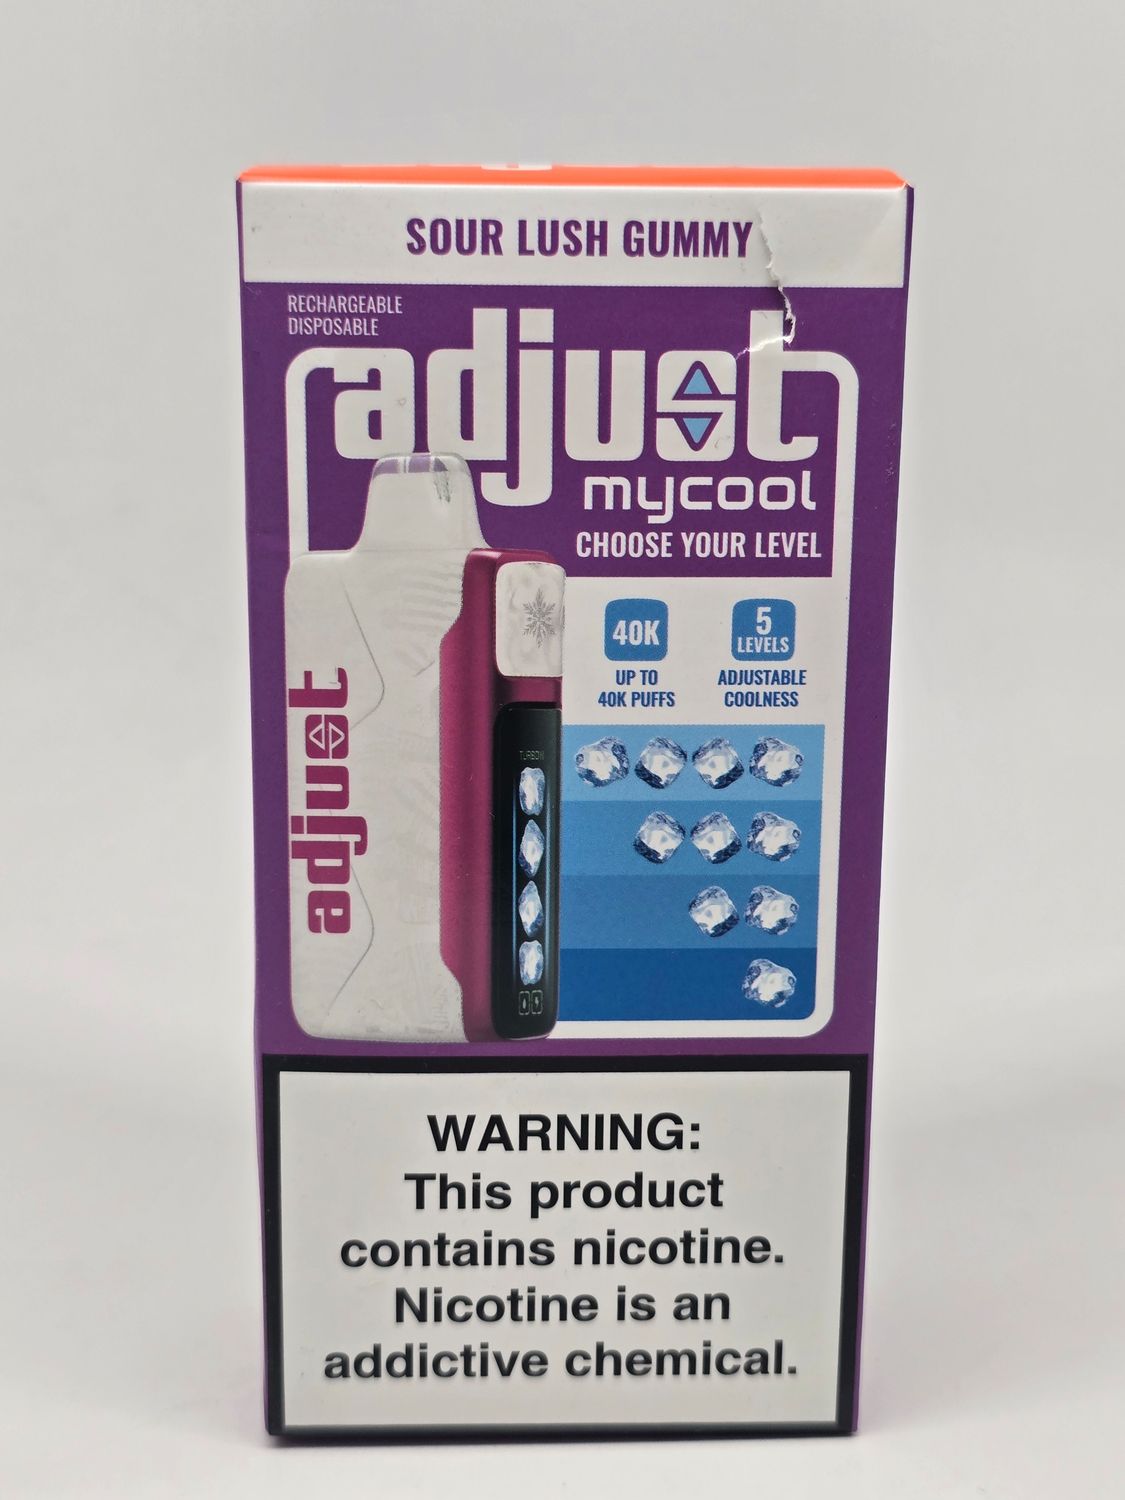 SOUR LUSH GUMMY
RECHARGEABLE
DISPOSABLE
adjust
mycool
CHOOSE YOUR LEVEL
40K
UP TO
40K PUFFS
5
LEVELS
ADJUSTABLE
COOLNESS
adjust
WARNING:
This product
contains nicotine.
Nicotine is an
addictive chemical.